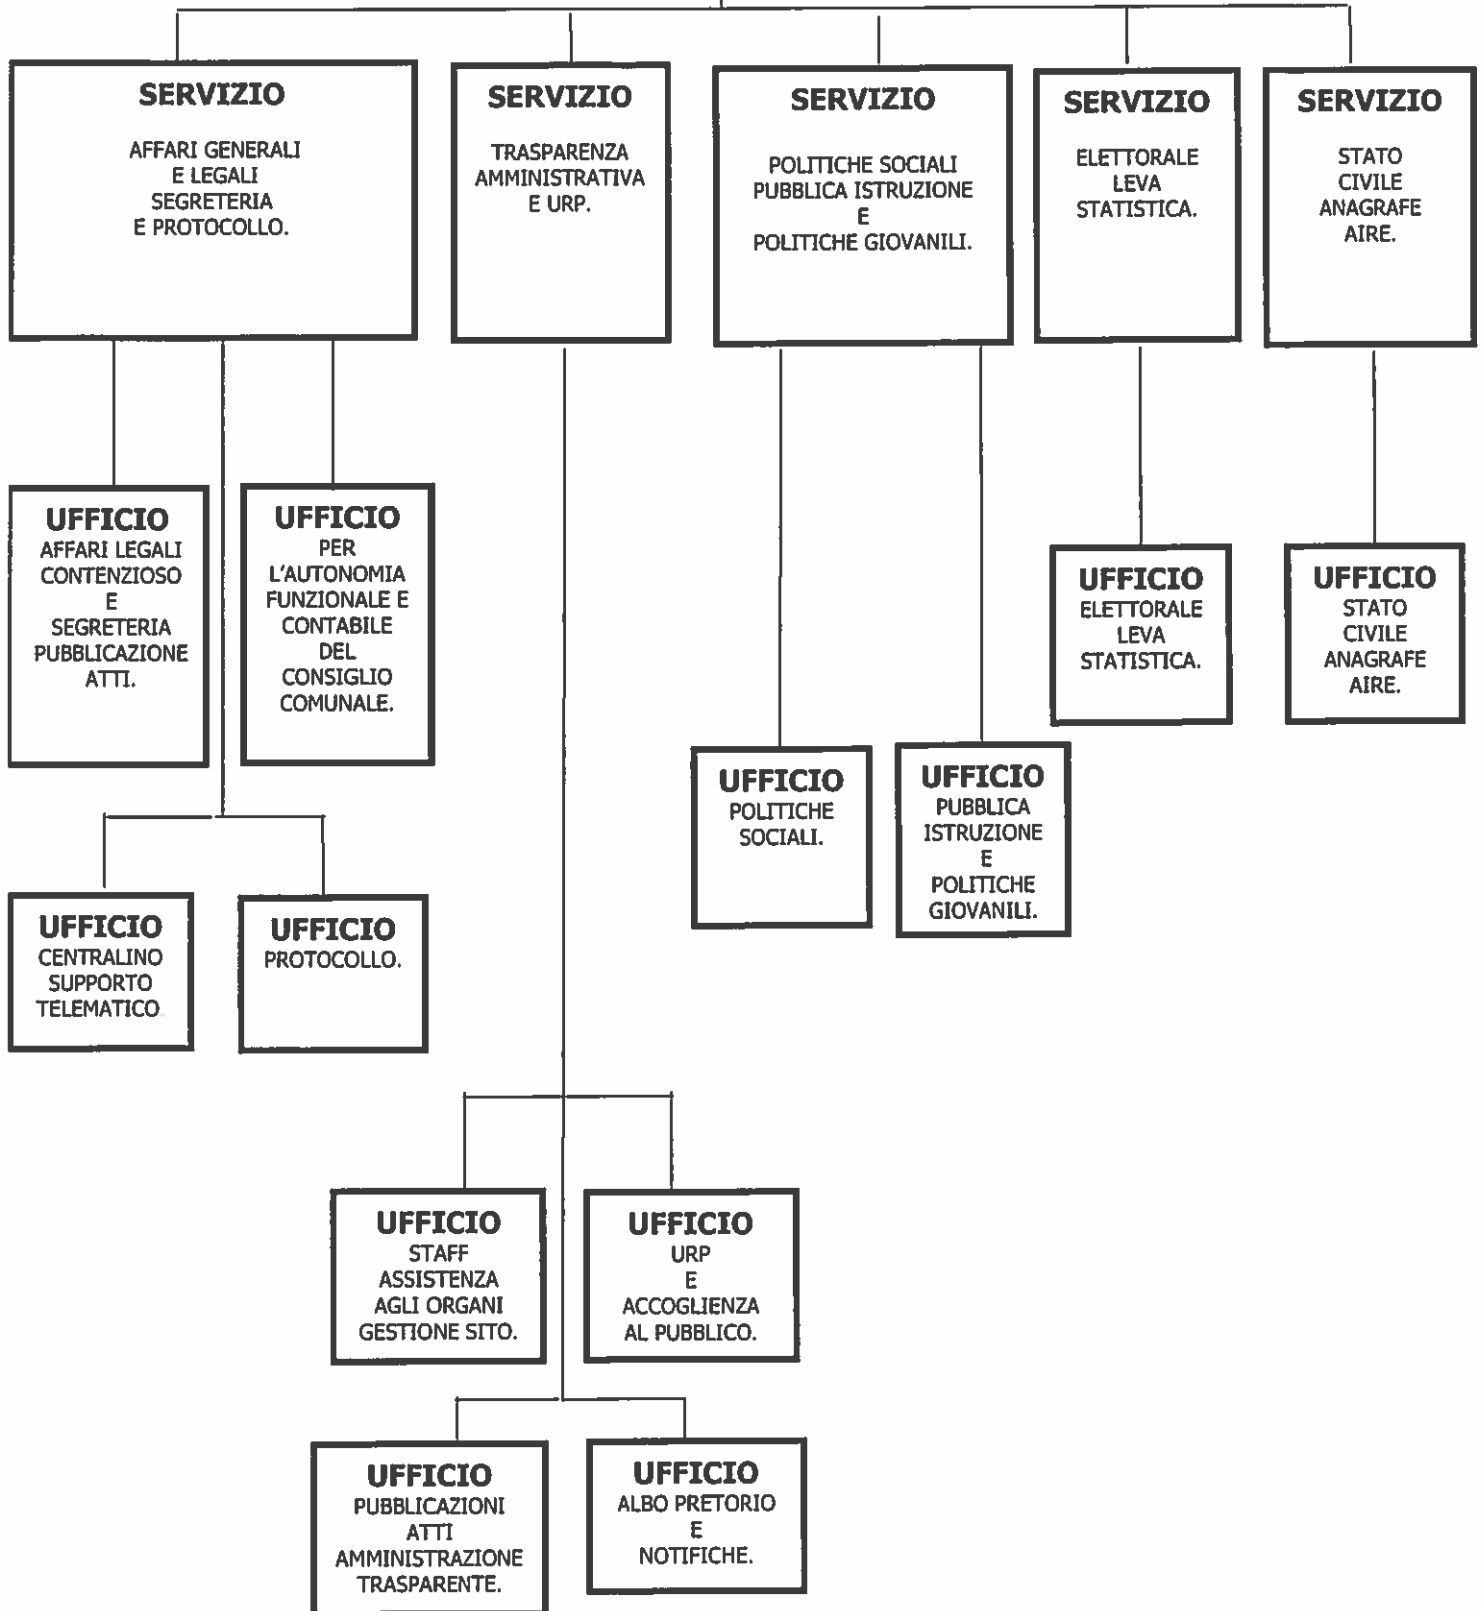 SERVIZIO
AFFARI GENERALI
E LEGALI
SEGRETERIA
E PROTOCOLLO.
SERVIZIO
TRASPARENZA
AMMINISTRATIVA
E URP.
SERVIZIO
POLITICHE SOCIALI
PUBBLICA ISTRUZIONE
E
POLITICHE GIOVANILI.
SERVIZIO
ELETTORALE
LEVA
STATISTICA.
SERVIZIO
STATO
CIVILE
ANAGRAFE
AIRE.
UFFICIO
AFFARI LEGALI
CONTENZIOSO
E
SEGRETERIA
PUBBLICAZIONE
ATTI.
UFFICIO
PER
L'AUTONOMIA
FUNZIONALE E
CONTABILE
DEL
CONSIGLIO
COMUNALE.
UFFICIO
ELETTORALE
LEVA
STATISTICA.
UFFICIO
STATO
CIVILE
ANAGRAFE
AIRE.
UFFICIO
POLITICHE
SOCIALI.
UFFICIO
PUBBLICA
ISTRUZIONE
E
POLITICHE
GIOVANILI.
UFFICIO
CENTRALINO
SUPPORTO
TELEMATICO.
UFFICIO
PROTOCOLLO.
UFFICIO
STAFF
ASSISTENZA
AGLI ORGANI
GESTIONE SITO.
UFFICIO
URP
E
ACCOGLIENZA
AL PUBBLICO.
UFFICIO
PUBBLICAZIONI
ATTI
AMMINISTRAZIONE
TRASPARENTE.
UFFICIO
ALBO PRETORIO
E
NOTIFICHE.